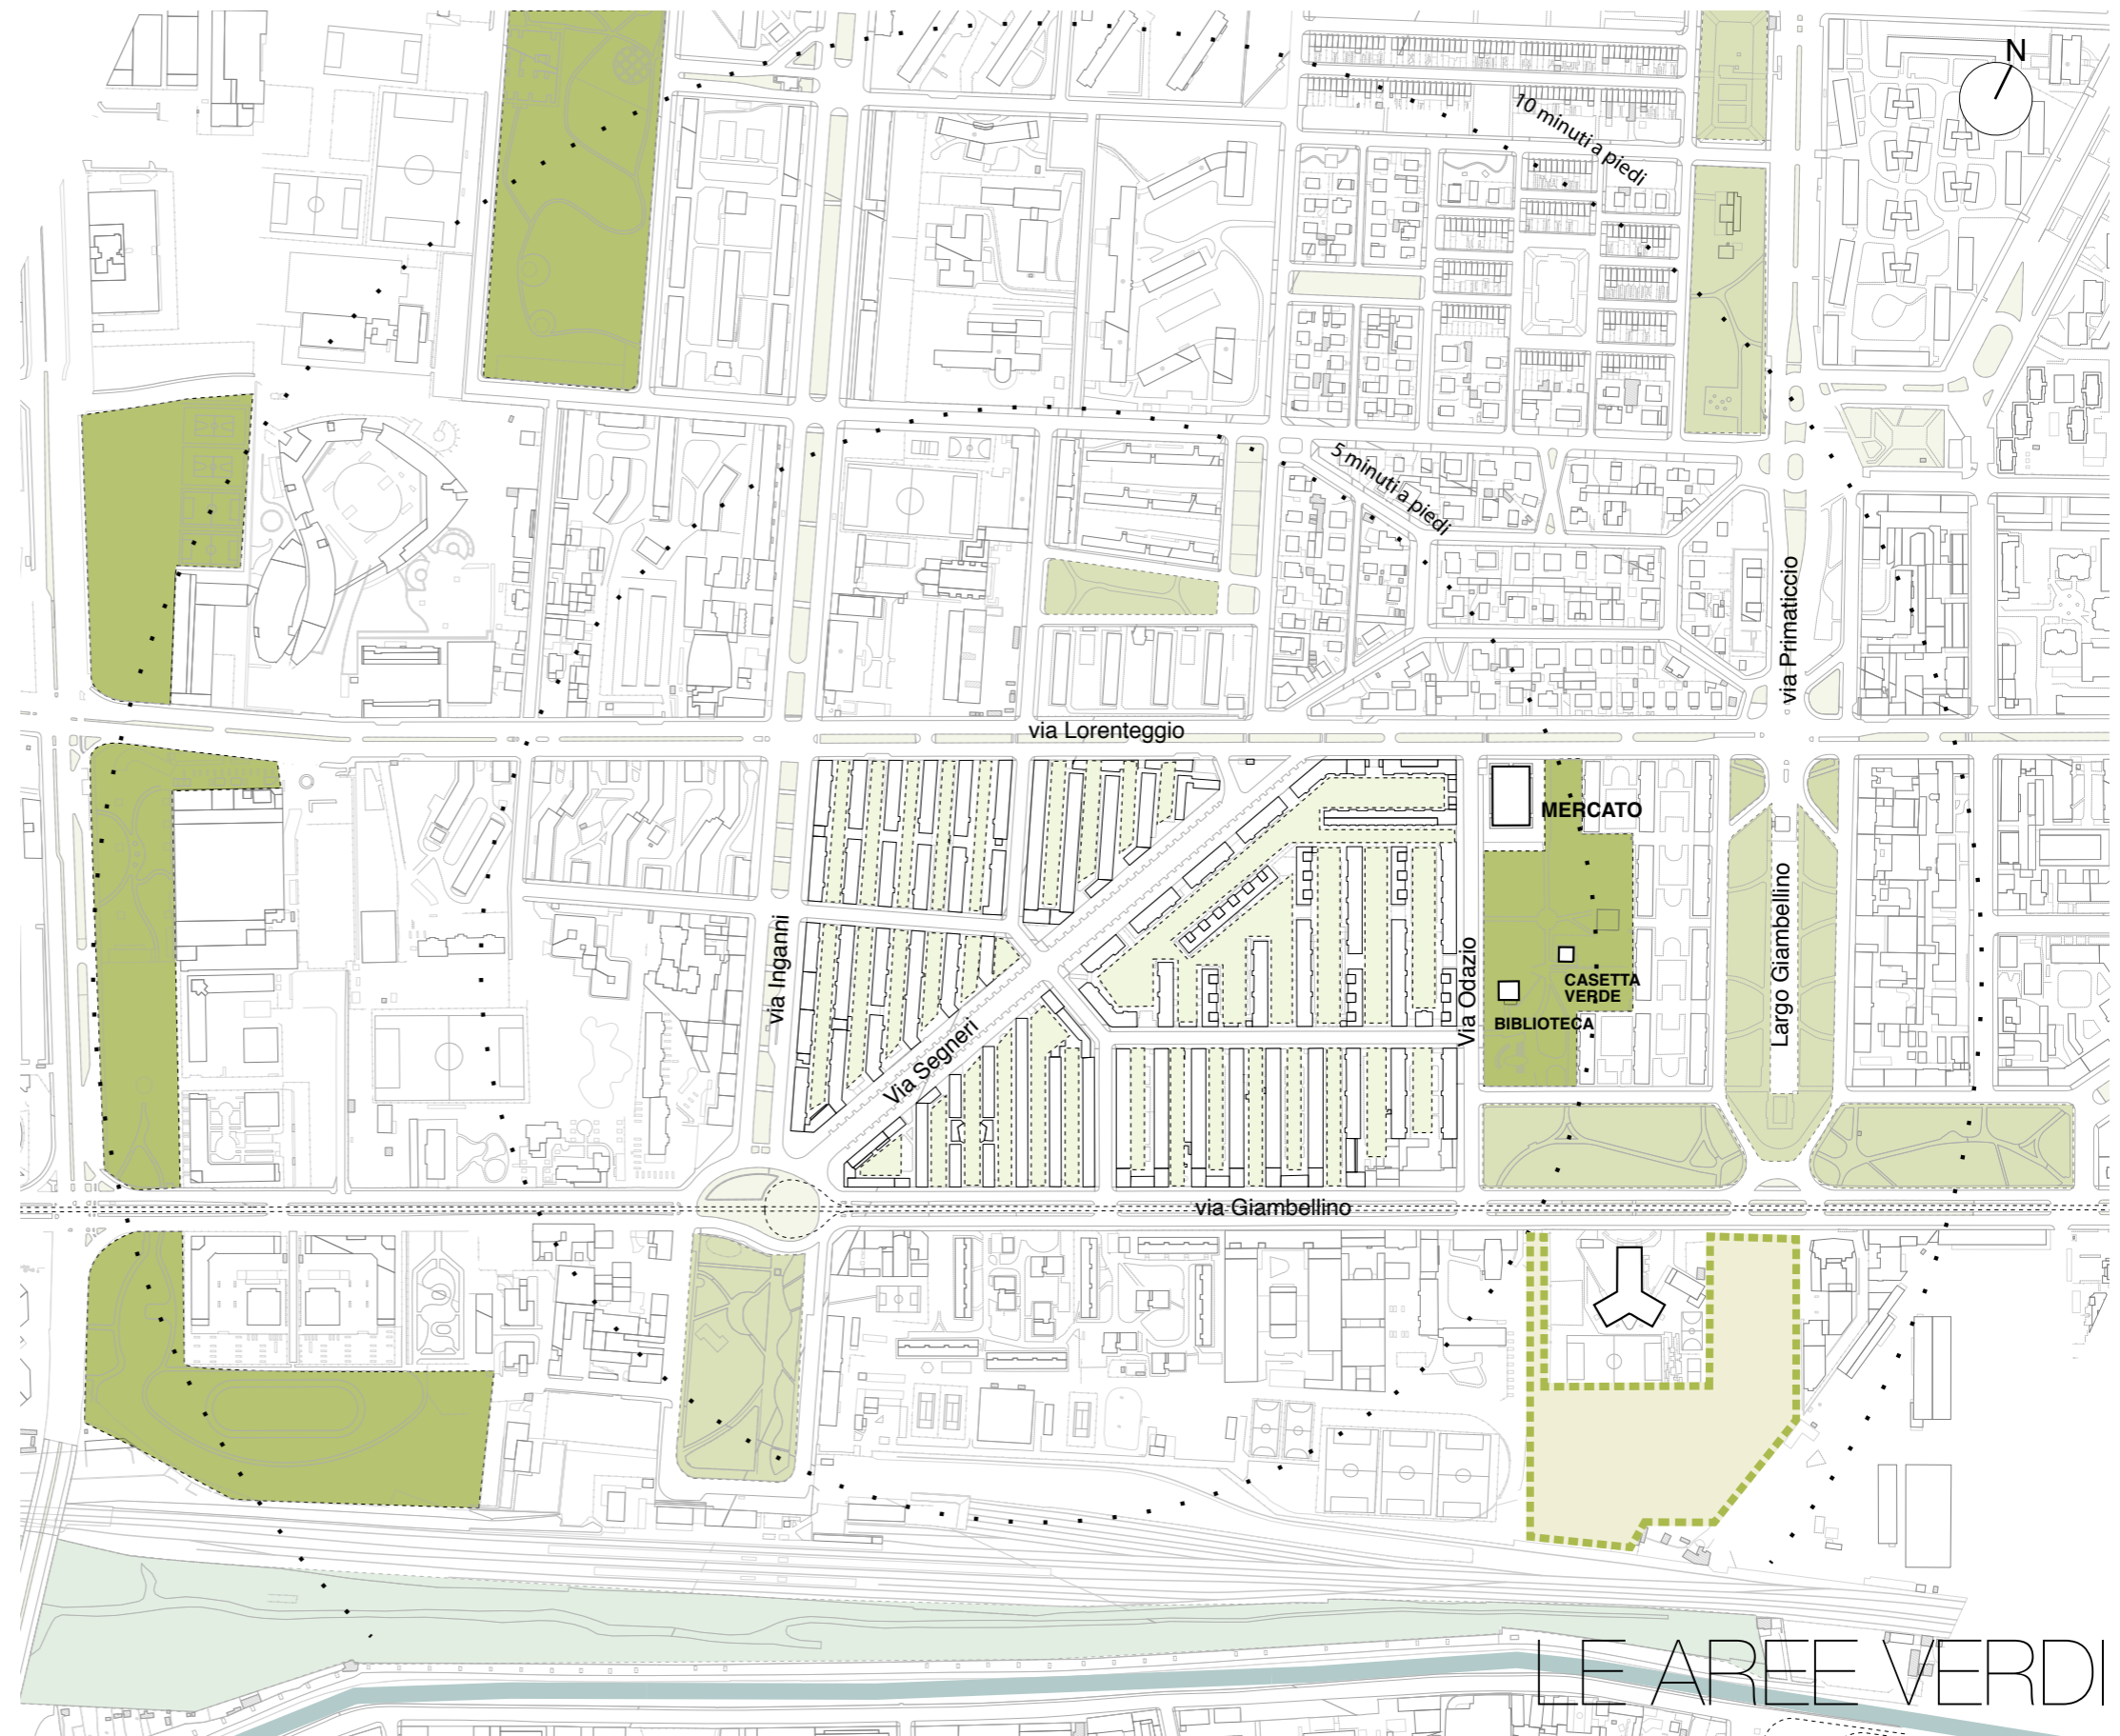 N
10 minuti a piedi
5 minuti a piedi
via Primaticcio
via Lorenteggio
MERCATO
via Inganni
Via Segneri
Via Odazio
CASETTA
VERDE
BIBLIOTECA
Largo Giambellino
via Giambellino
LE AREE VERDI